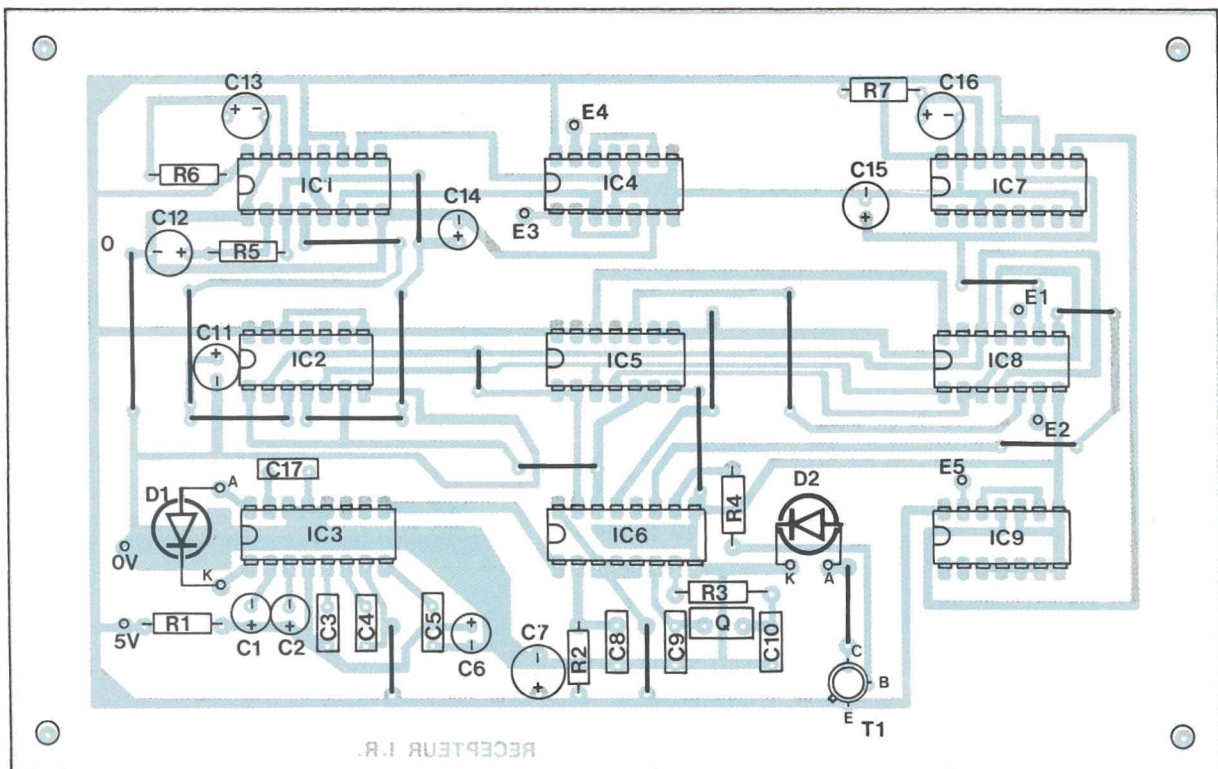 C13
E4
R7
C16
R6
IC1
IC4
C15
IC7
C14
C12
E3
O
R5
E1
C11
IC2
IC5
IC8
E2
C17
E5
D1
A
D2
R4
IC3
IC6
IC9
0V
K
K
A
R3
5V
R1
C3
C4
C5
C8
C9
Q
C10
C1
C2
C6
C7
R2
C
B
E
T1
RECEPTEUR I.R.